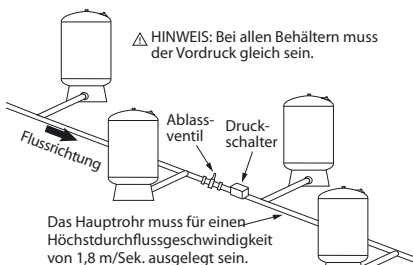 ⚠ HINWEIS: Bei allen Behältern muss
der Vordruck gleich sein.
Flussrichtung
Ablass-
ventil
Druck-
schalter
Das Hauptrohr muss für einen
Höchstdurchflussgeschwindigkeit
von 1,8 m/Sek. ausgelegt sein.